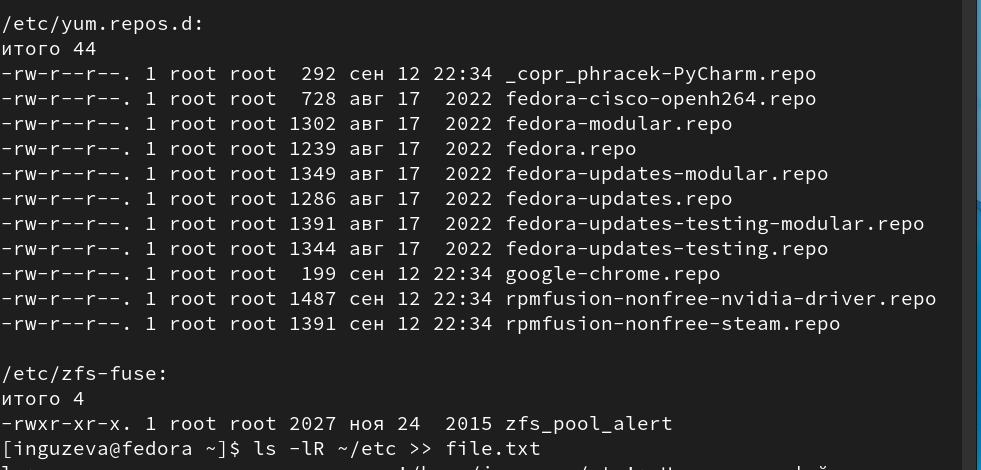 /etc/yum.repos.d:
итого 44
-rw-r--r--. 1 root root  292 сен 12 22:34 _copr_phracek-PyCharm.repo
-rw-r--r--. 1 root root  728 авг 17  2022 fedora-cisco-openh264.repo
-rw-r--r--. 1 root root 1302 авг 17  2022 fedora-modular.repo
-rw-r--r--. 1 root root 1239 авг 17  2022 fedora.repo
-rw-r--r--. 1 root root 1349 авг 17  2022 fedora-updates-modular.repo
-rw-r--r--. 1 root root 1286 авг 17  2022 fedora-updates.repo
-rw-r--r--. 1 root root 1391 авг 17  2022 fedora-updates-testing-modular.repo
-rw-r--r--. 1 root root 1344 авг 17  2022 fedora-updates-testing.repo
-rw-r--r--. 1 root root  199 сен 12 22:34 google-chrome.repo
-rw-r--r--. 1 root root 1487 сен 12 22:34 rpmfusion-nonfree-nvidia-driver.repo
-rw-r--r--. 1 root root 1391 сен 12 22:34 rpmfusion-nonfree-steam.repo

/etc/zfs-fuse:
итого 4
-rwxr-xr-x. 1 root root 2027 ноя 24  2015 zfs_pool_alert
[inguzeva@fedora ~]$ ls -lR ~/etc >> file.txt